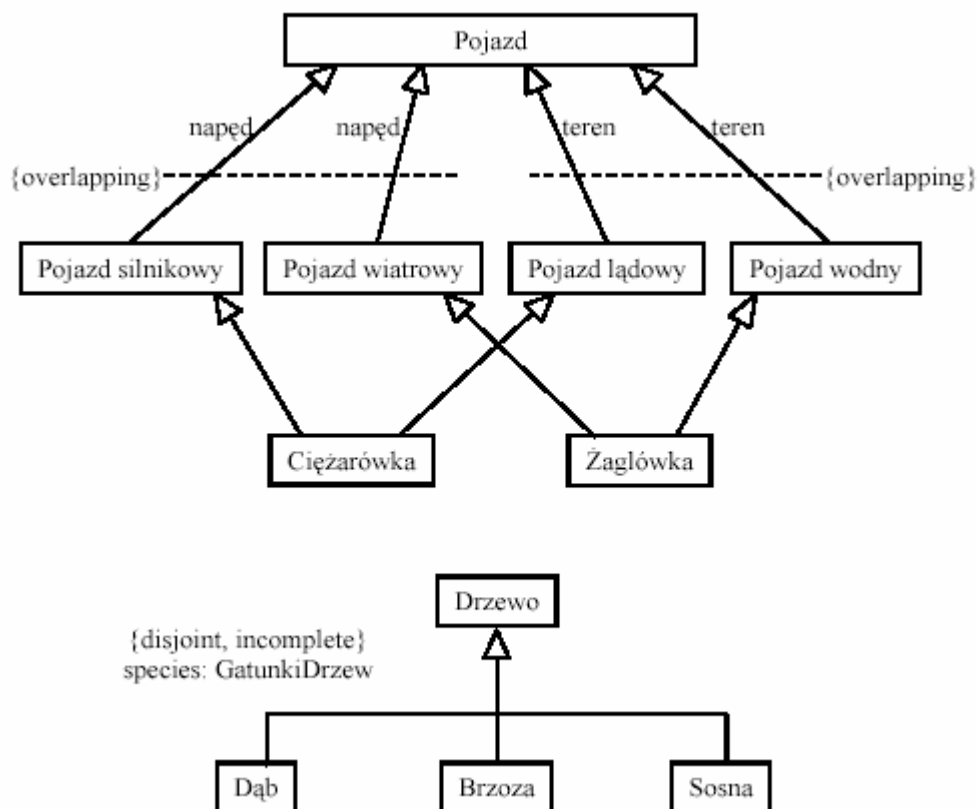 Pojazd
napęd
napęd
teren
teren
{overlapping}
{overlapping}
Pojazd silnikowy
Pojazd wiatrowy
Pojazd lądowy
Pojazd wodny
Ciężarówka
Żaglówka
Drzewo
{disjoint, incomplete}
species: GatunkiDrzew
Dąb
Brzoza
Sosna